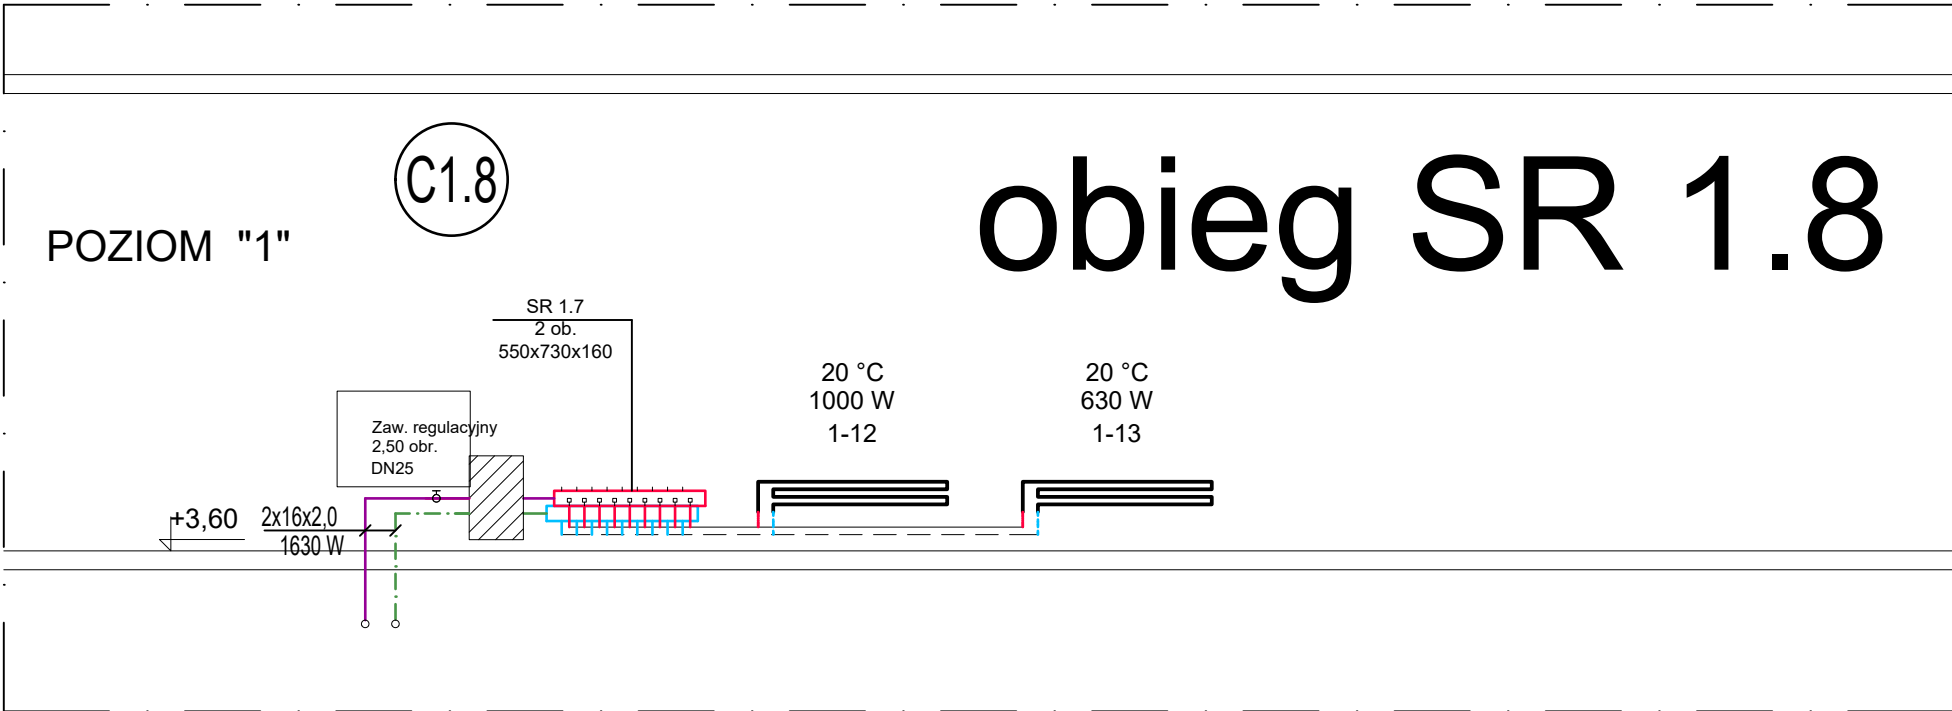 C1.8
obieg SR 1.8
POZIOM "1"
SR 1.7
2 ob.
550x730x160
20 °C
1000 W
1-12
20 °C
630 W
1-13
Zaw. regulacyjny
2,50 obr.
DN25
+3,60
2x16x2,0
1630 W